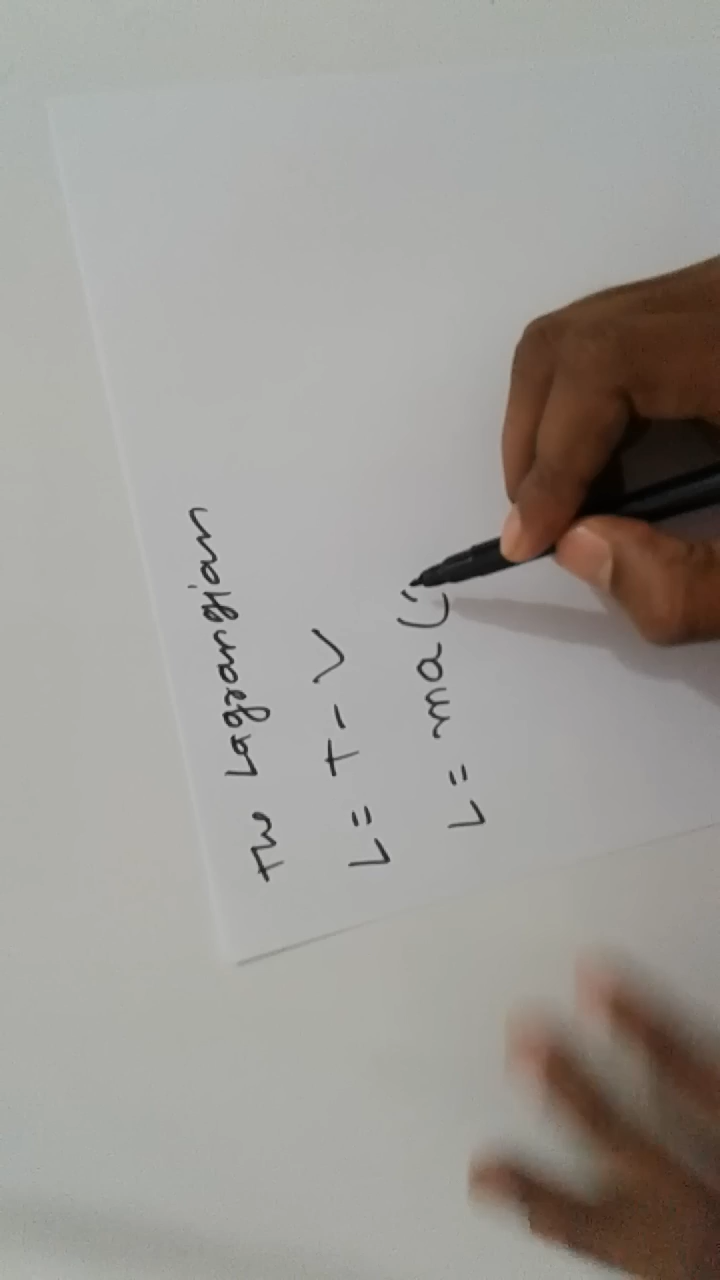 The Lagrangian
L = T - V
L = ma (